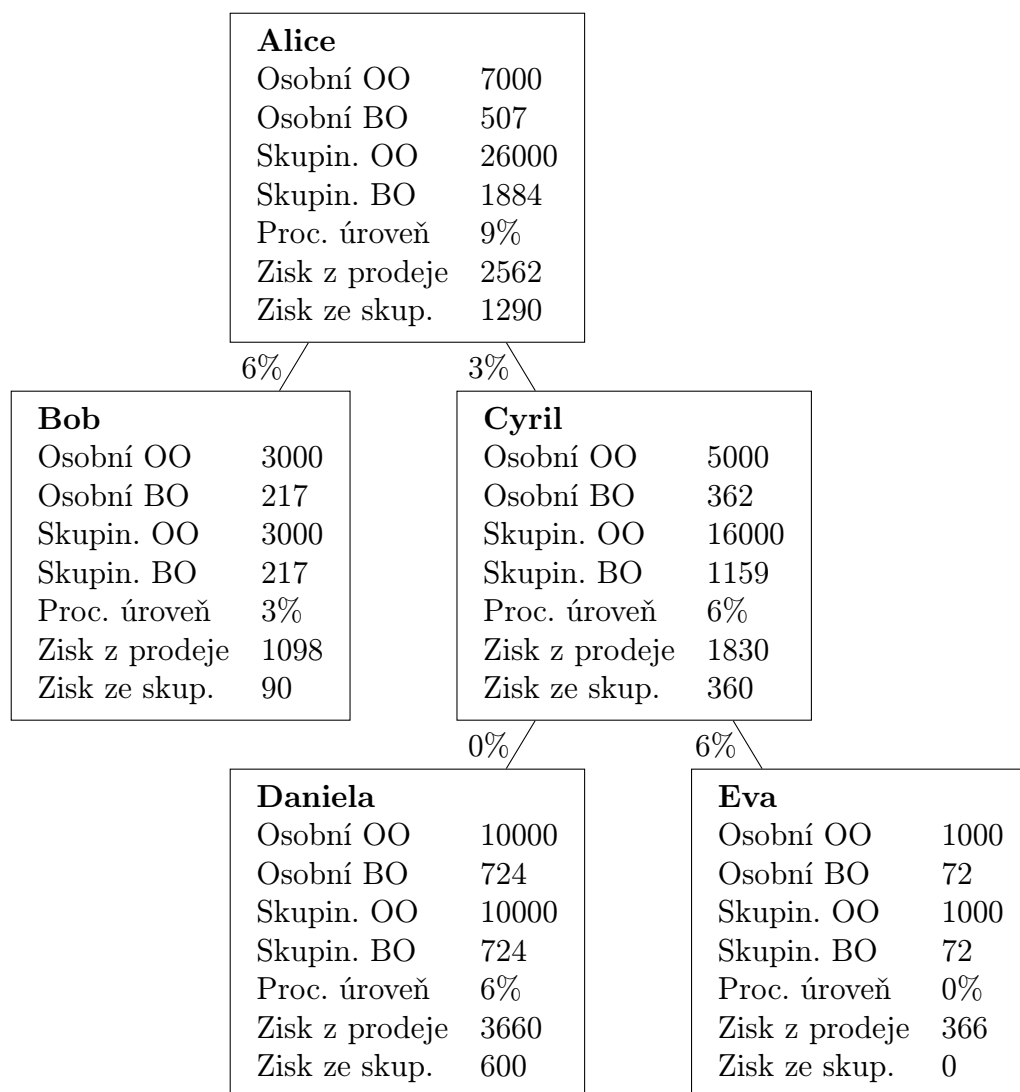 Alice
Osobní OO 7000
Osobní BO 507
Skupin. OO 26000
Skupin. BO 1884
Proc. úroveň 9%
Zisk z prodeje 2562
Zisk ze skup. 1290
6%
3%
Bob
Osobní OO 3000
Osobní BO 217
Skupin. OO 3000
Skupin. BO 217
Proc. úroveň 3%
Zisk z prodeje 1098
Zisk ze skup. 90
Cyril
Osobní OO 5000
Osobní BO 362
Skupin. OO 16000
Skupin. BO 1159
Proc. úroveň 6%
Zisk z prodeje 1830
Zisk ze skup. 360
0%
6%
Daniela
Osobní OO 10000
Osobní BO 724
Skupin. OO 10000
Skupin. BO 724
Proc. úroveň 6%
Zisk z prodeje 3660
Zisk ze skup. 600
Eva
Osobní OO 1000
Osobní BO 72
Skupin. OO 1000
Skupin. BO 72
Proc. úroveň 0%
Zisk z prodeje 366
Zisk ze skup. 0